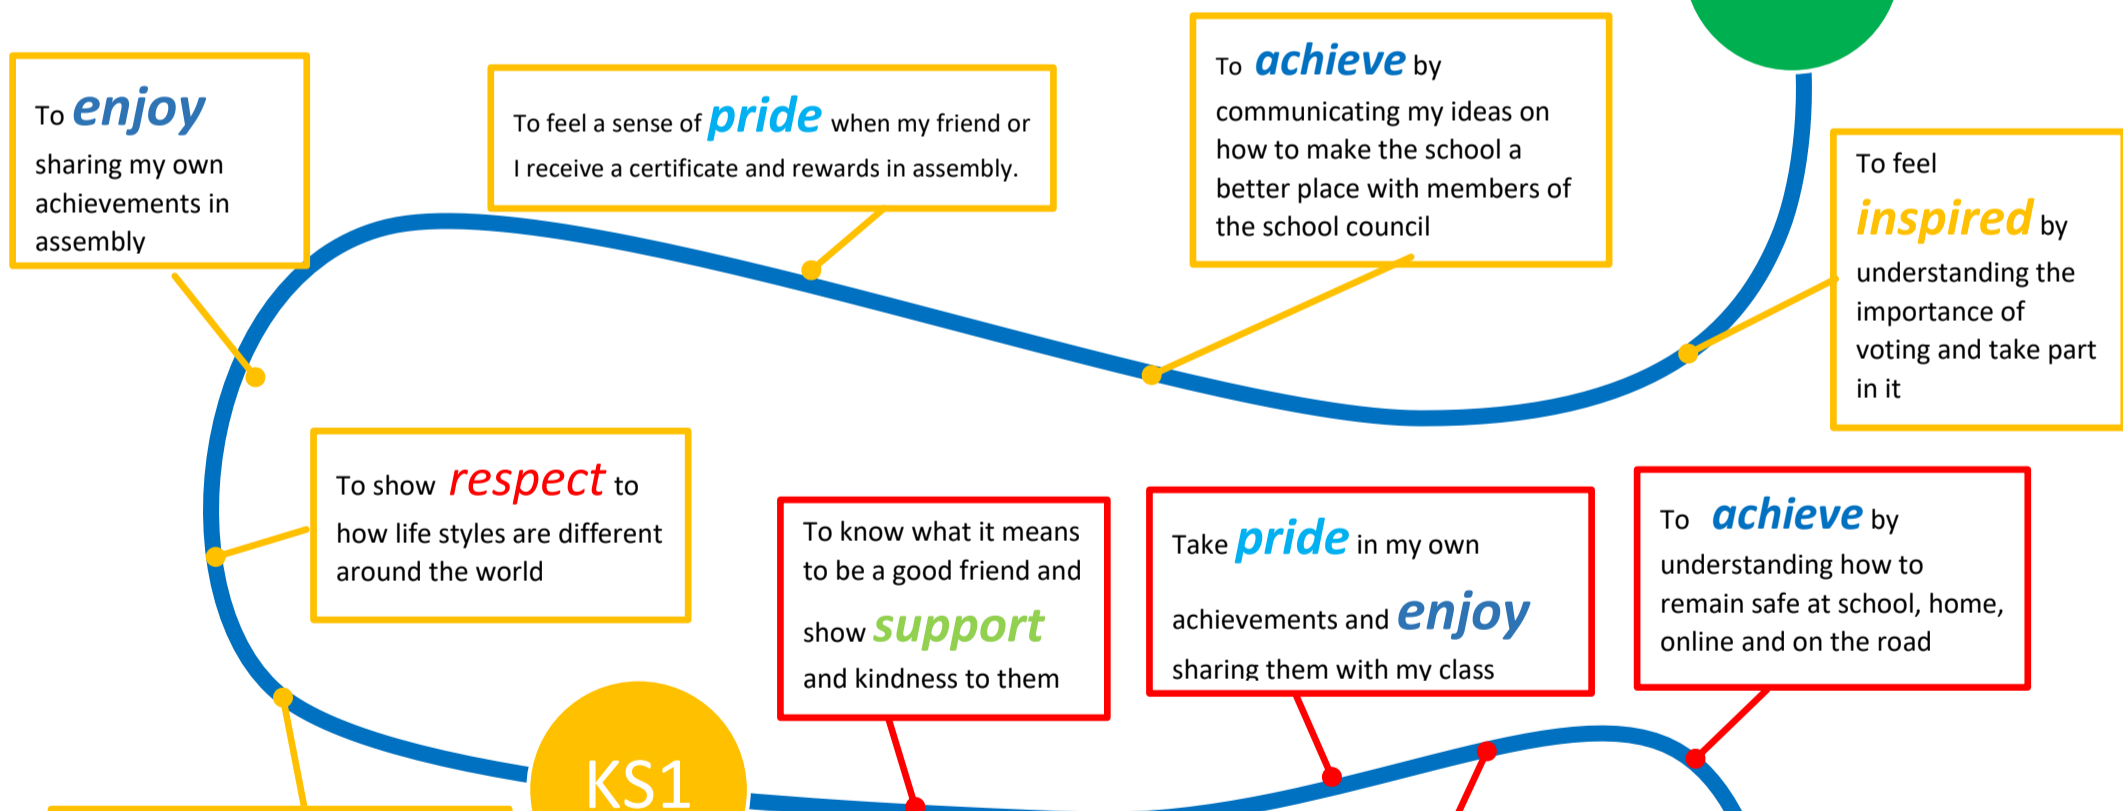 To enjoy
sharing my own
achievements in
assembly
To feel a sense of pride when my friend or
I receive a certificate and rewards in assembly.
To achieve by
communicating my ideas on
how to make the school a
better place with members of
the school council
To feel
inspired by
understanding the
importance of
voting and take part
in it
To show respect to
how life styles are different
around the world
To know what it means
to be a good friend and
show support
and kindness to them
Take pride in my own
achievements and enjoy
sharing them with my class
To achieve by
understanding how to
remain safe at school, home,
online and on the road
KS1